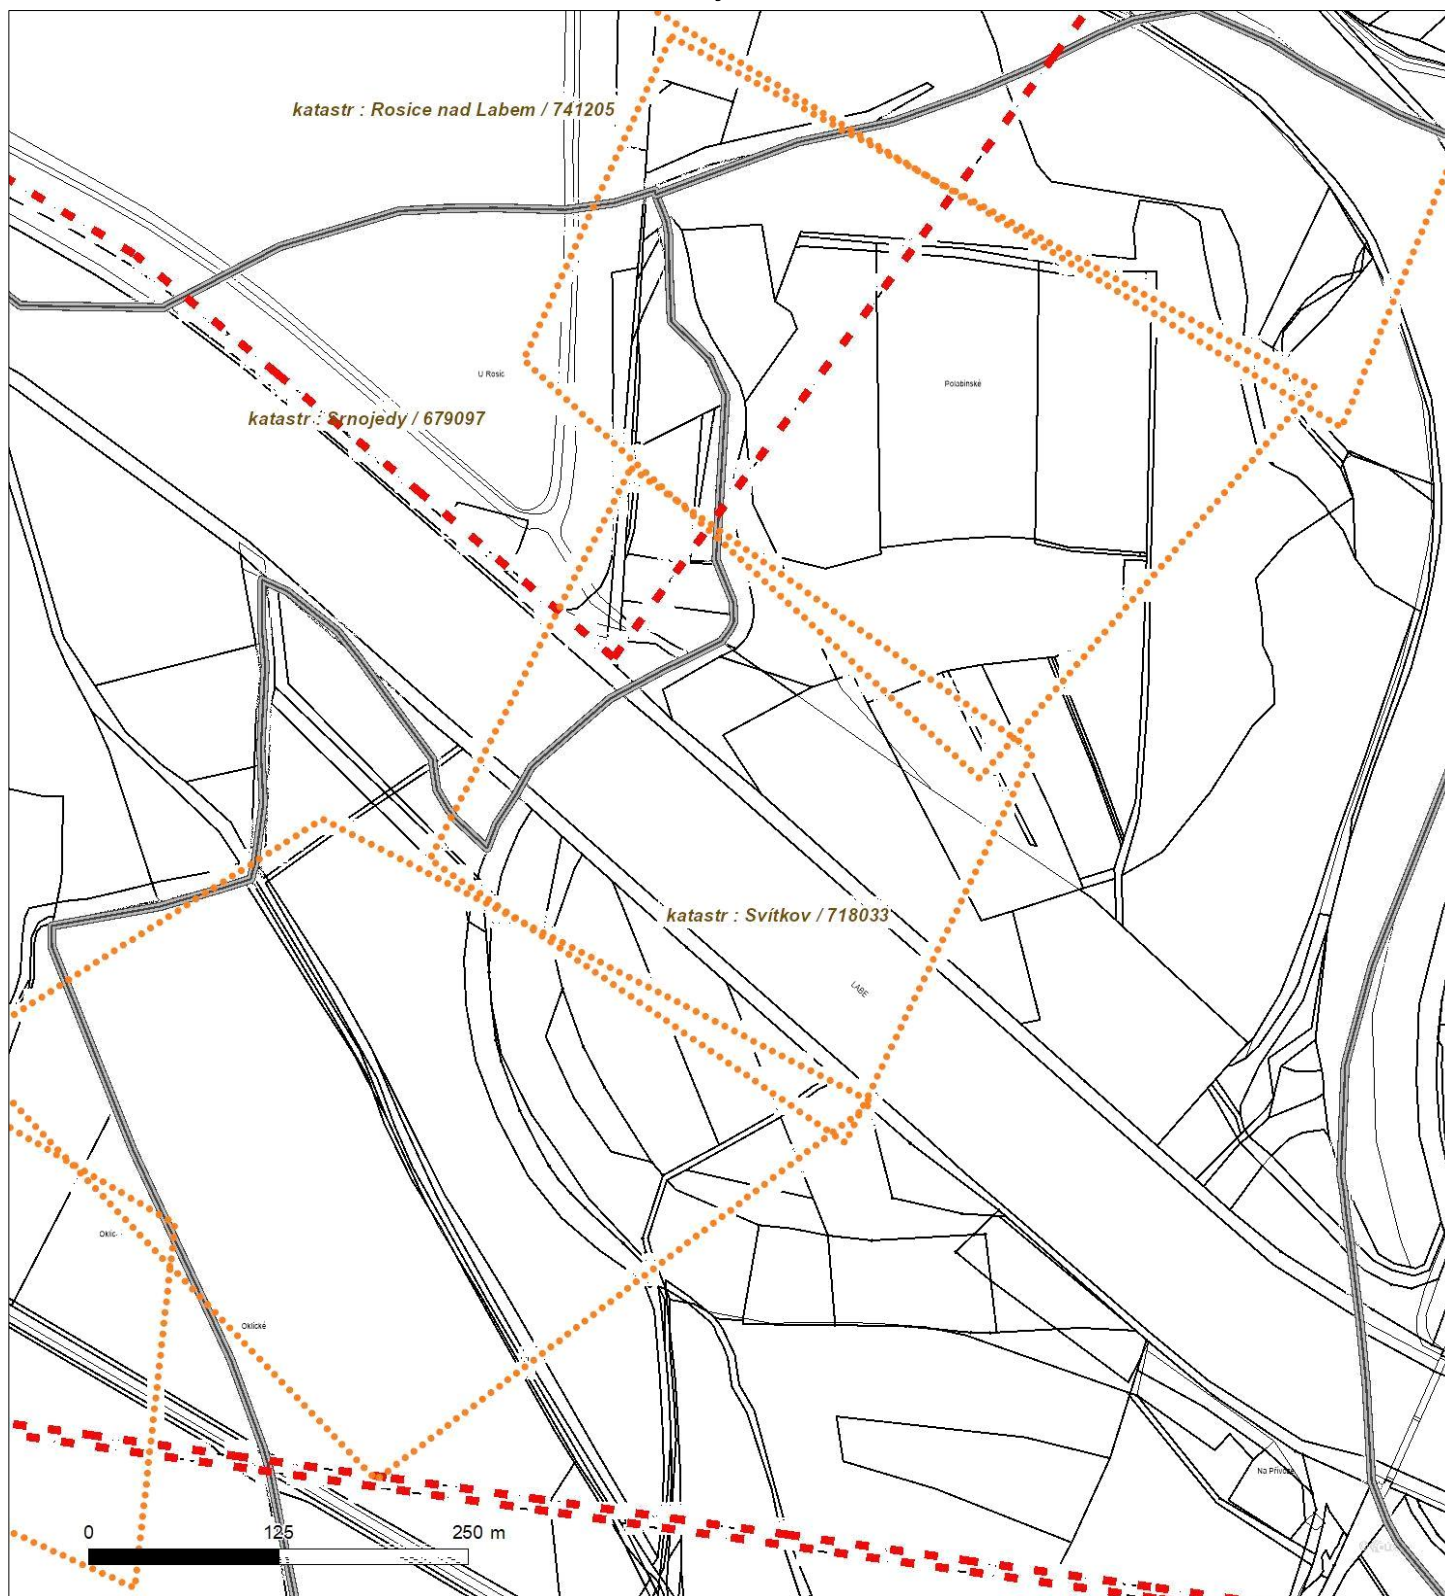 katastr : Rosice nad Labem / 741205
U Rosic
Polabinské
katastr : Srnojedy / 679097
katastr : Svítkov / 718033
LABE
Oklic
Oklické
Na Přívoze
0 125 250 m